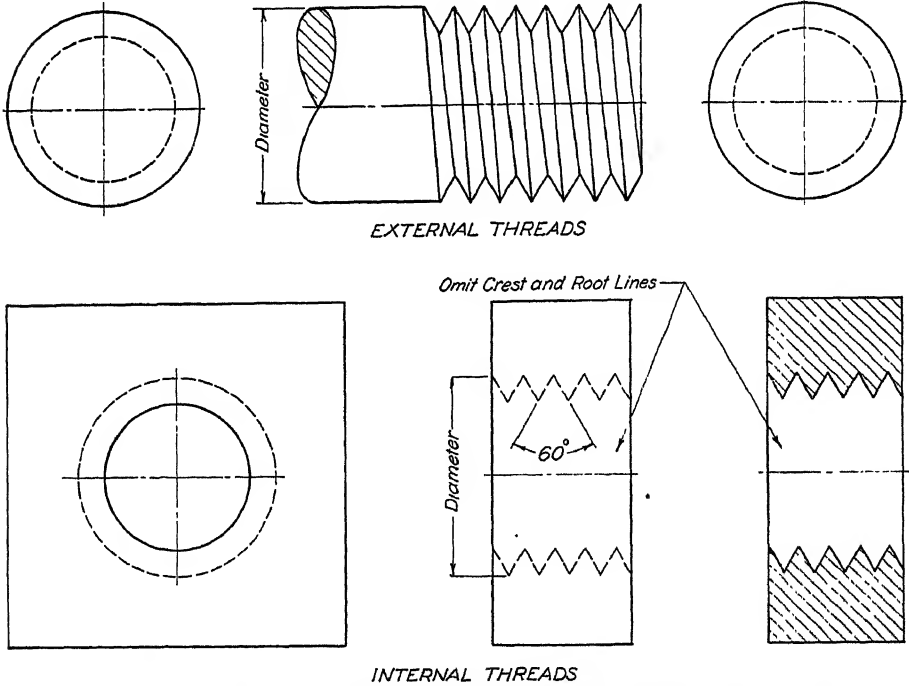 Diameter
EXTERNAL THREADS
Omit Crest and Root Lines
60°
Diameter
INTERNAL THREADS